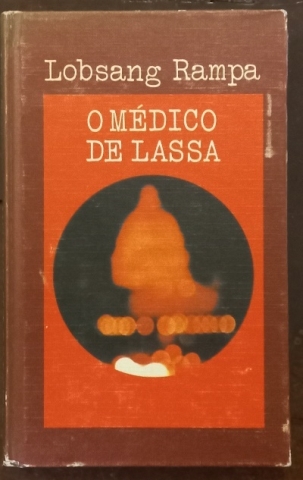 Lobsang Rampa
O MÉDICO
DE LASSA